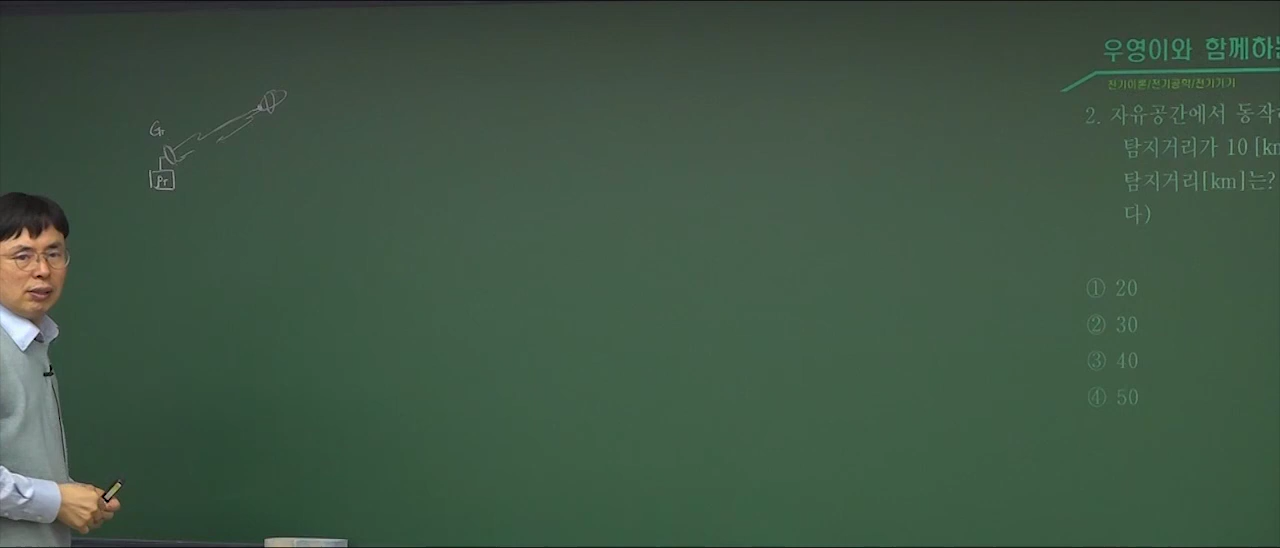 우영이와 함께하는
전기이론/전기공학/전기기기
2. 자유공간에서 동작
탐지거리가 10 [km
탐지거리[km]는?
다)
① 20
② 30
③ 40
④ 50
Pr